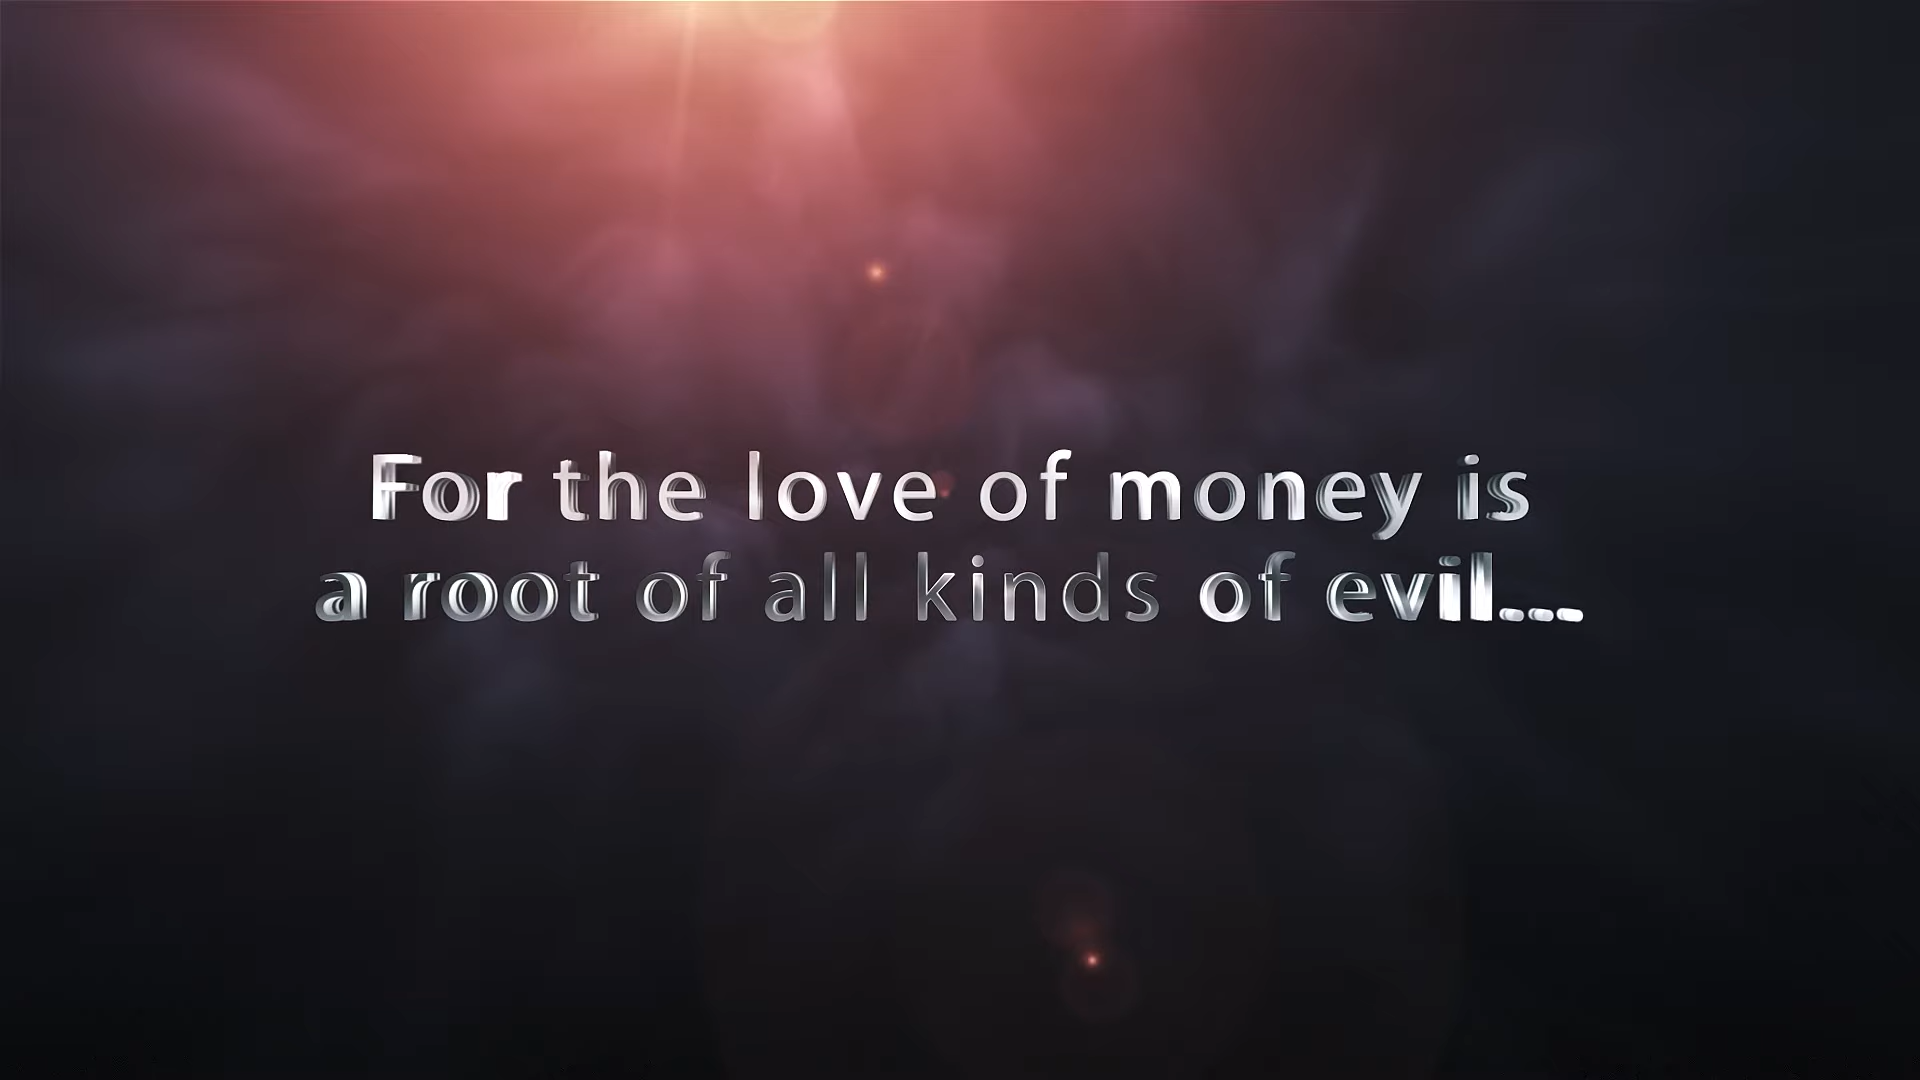 For the love of money is
a root of all kinds of evil...